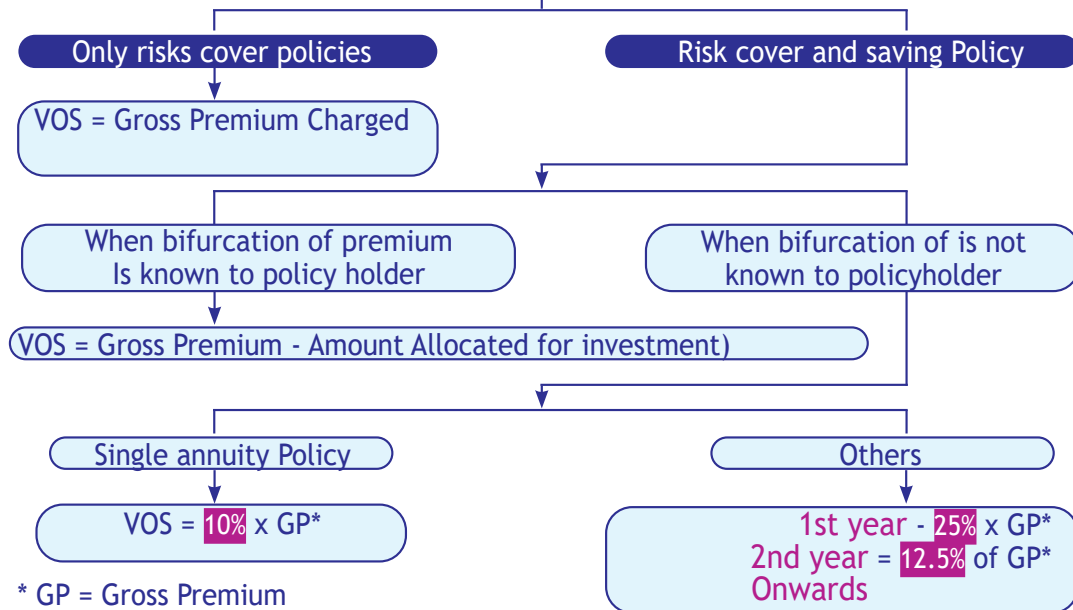 Only risks cover policies
Risk cover and saving Policy
VOS = Gross Premium Charged
When bifurcation of premium
Is known to policy holder
When bifurcation of is not
known to policyholder
VOS = Gross Premium - Amount Allocated for investment)
Single annuity Policy
Others
VOS = 10% x GP*
1st year - 25% x GP*
2nd year = 12.5% of GP*
Onwards
* GP = Gross Premium